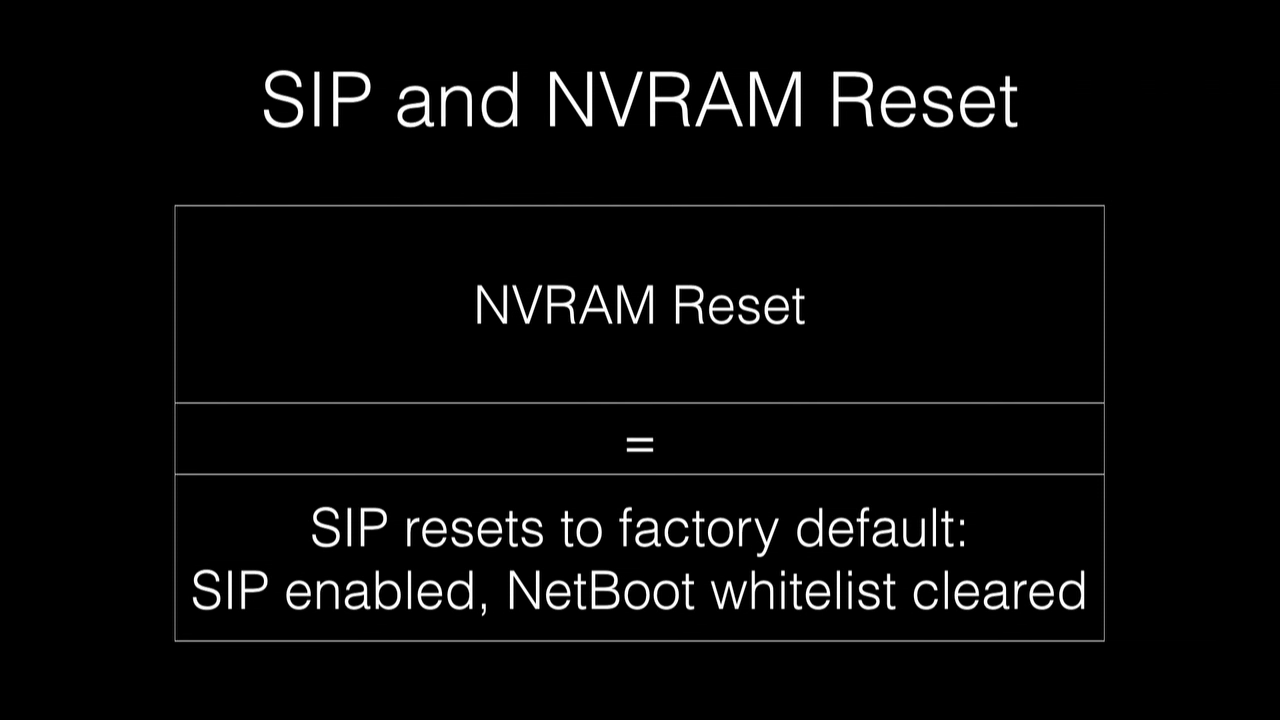 SIP and NVRAM Reset
NVRAM Reset
=
SIP resets to factory default:
SIP enabled, NetBoot whitelist cleared